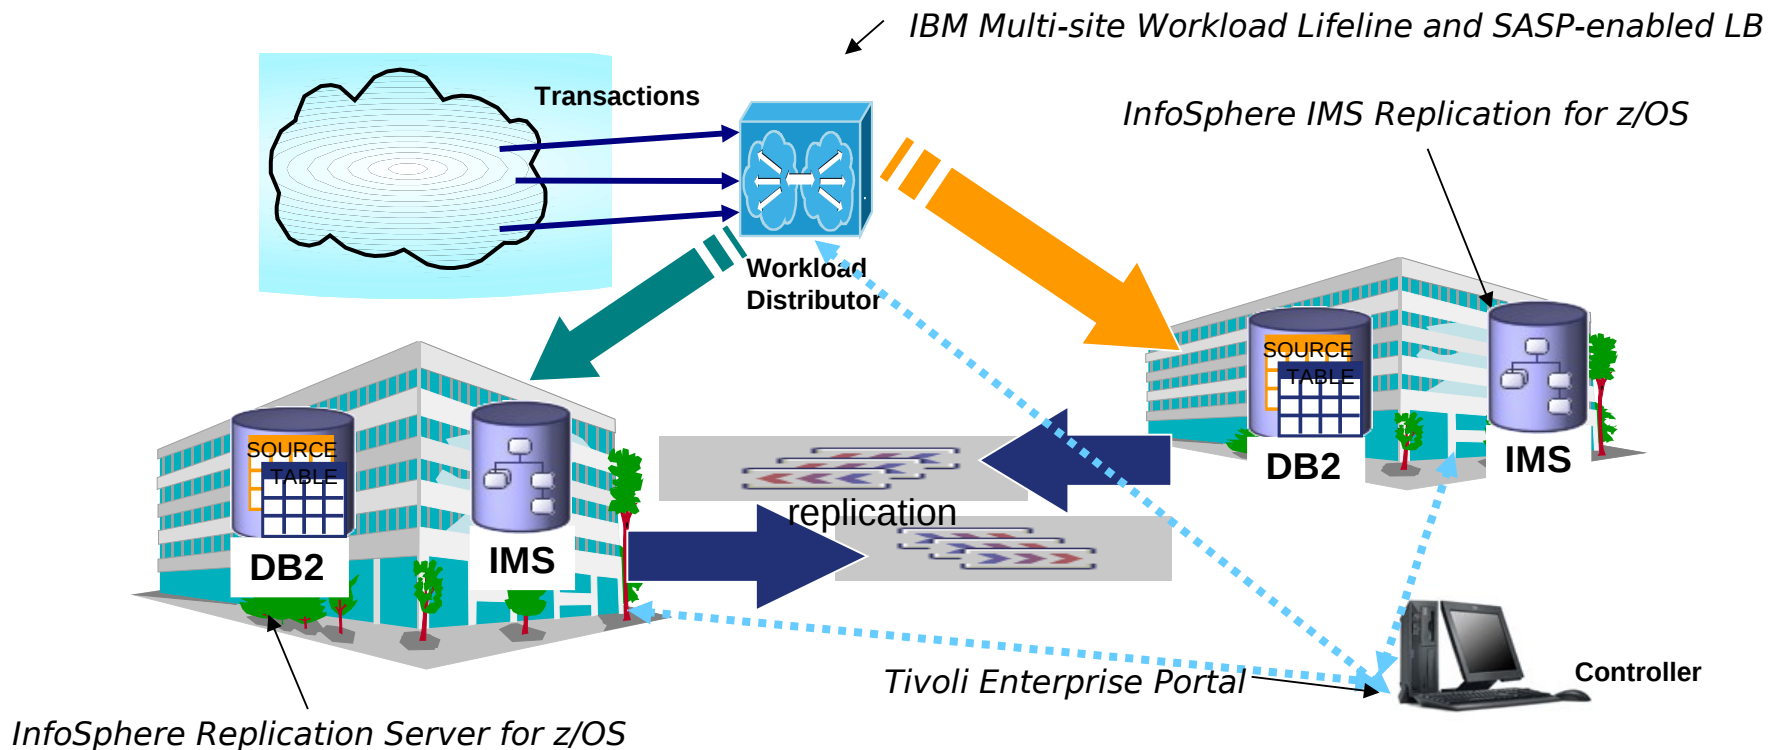 IBM Multi-site Workload Lifeline and SASP-enabled LB
Transactions
InfoSphere IMS Replication for z/OS
Workload
Distributor
SOURCE
TABLE
DB2
IMS
SOURCE
TABLE
DB2
IMS
replication
Controller
Tivoli Enterprise Portal
InfoSphere Replication Server for z/OS